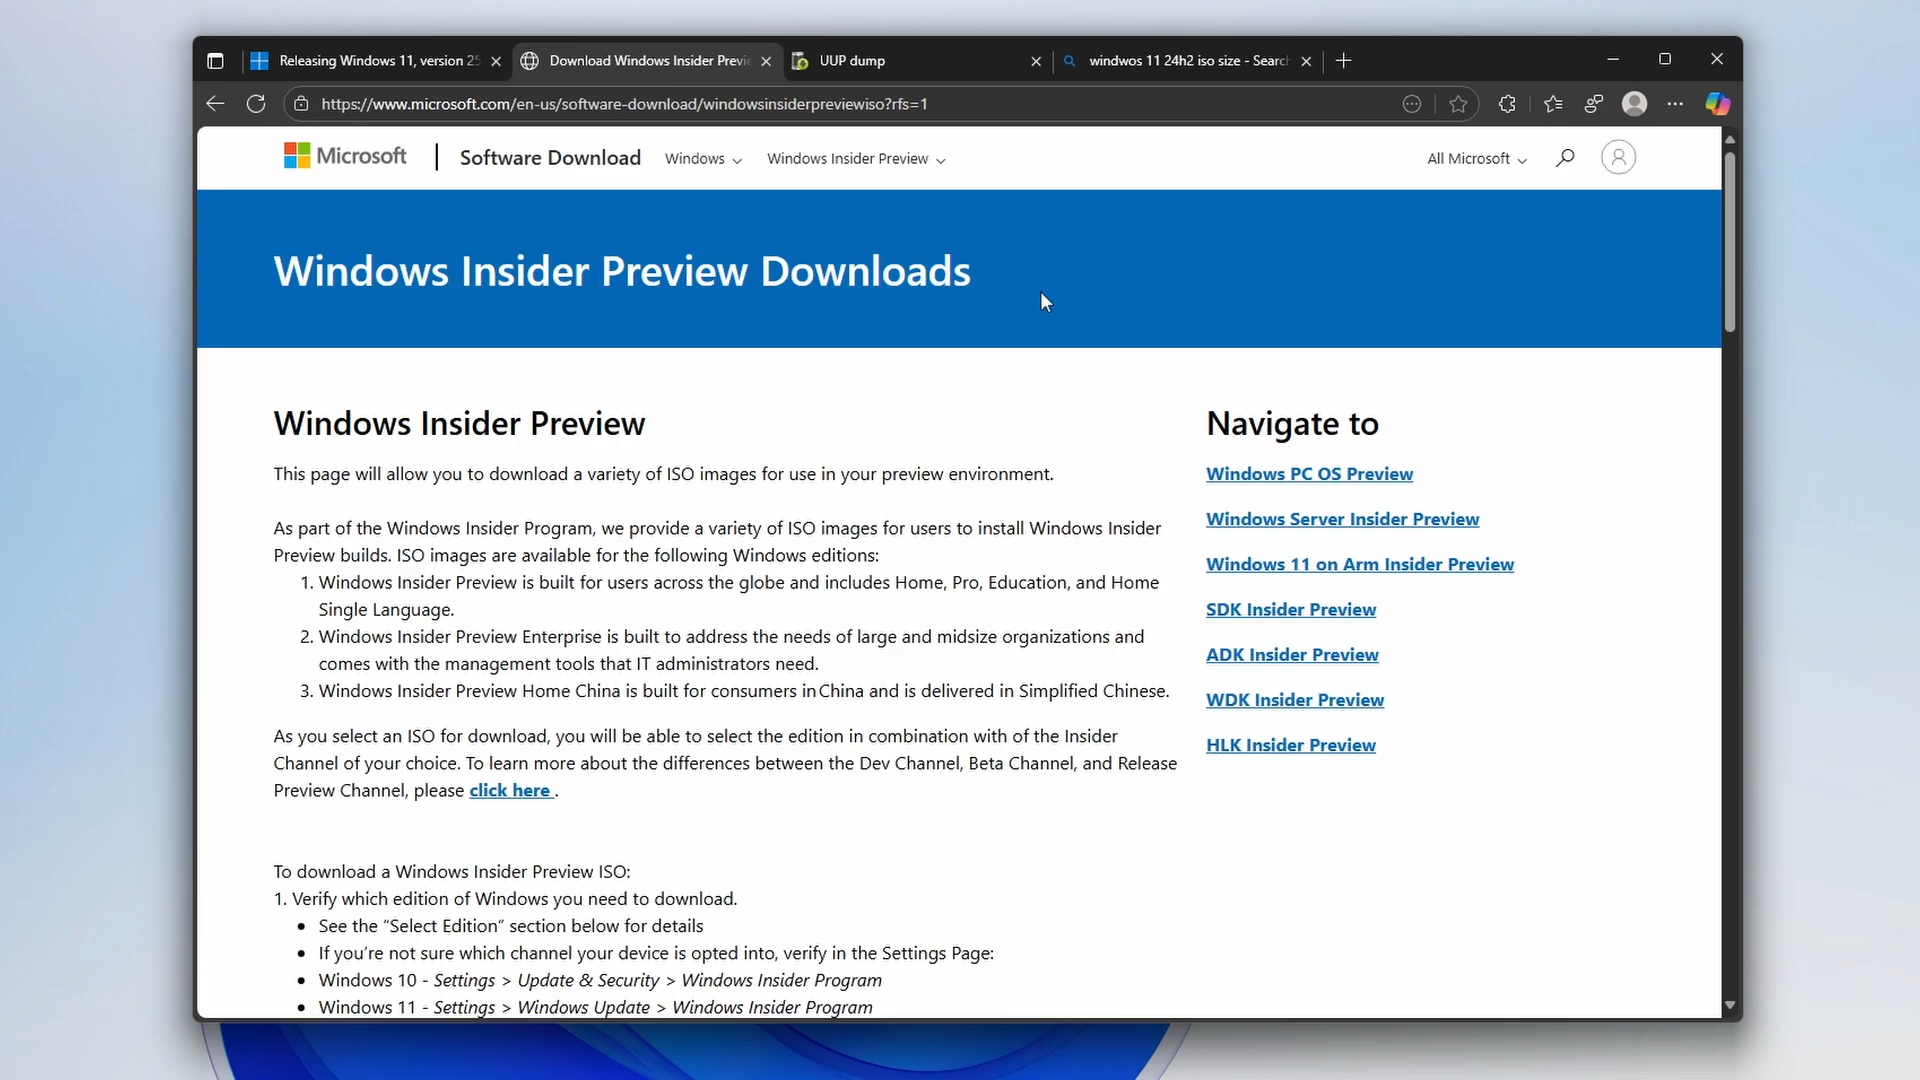 Releasing Windows 11, version 25
Download Windows Insider Previe
UUP dump
windwos 11 24h2 iso size - Search
https://www.microsoft.com/en-us/software-download/windowsinsiderpreviewiso?rfs=1
Microsoft
Software Download
Windows
Windows Insider Preview
All Microsoft
Windows Insider Preview Downloads
Windows Insider Preview
This page will allow you to download a variety of ISO images for use in your preview environment.
As part of the Windows Insider Program, we provide a variety of ISO images for users to install Windows Insider
Preview builds. ISO images are available for the following Windows editions:
1. Windows Insider Preview is built for users across the globe and includes Home, Pro, Education, and Home
Single Language.
2. Windows Insider Preview Enterprise is built to address the needs of large and midsize organizations and
comes with the management tools that IT administrators need.
3. Windows Insider Preview Home China is built for consumers in China and is delivered in Simplified Chinese.
As you select an ISO for download, you will be able to select the edition in combination with of the Insider
Channel of your choice. To learn more about the differences between the Dev Channel, Beta Channel, and Release
Preview Channel, please click here .
To download a Windows Insider Preview ISO:
1. Verify which edition of Windows you need to download.
• See the “Select Edition” section below for details
• If you’re not sure which channel your device is opted into, verify in the Settings Page:
• Windows 10 - Settings > Update & Security > Windows Insider Program
• Windows 11 - Settings > Windows Update > Windows Insider Program
Navigate to
Windows PC OS Preview
Windows Server Insider Preview
Windows 11 on Arm Insider Preview
SDK Insider Preview
ADK Insider Preview
WDK Insider Preview
HLK Insider Preview